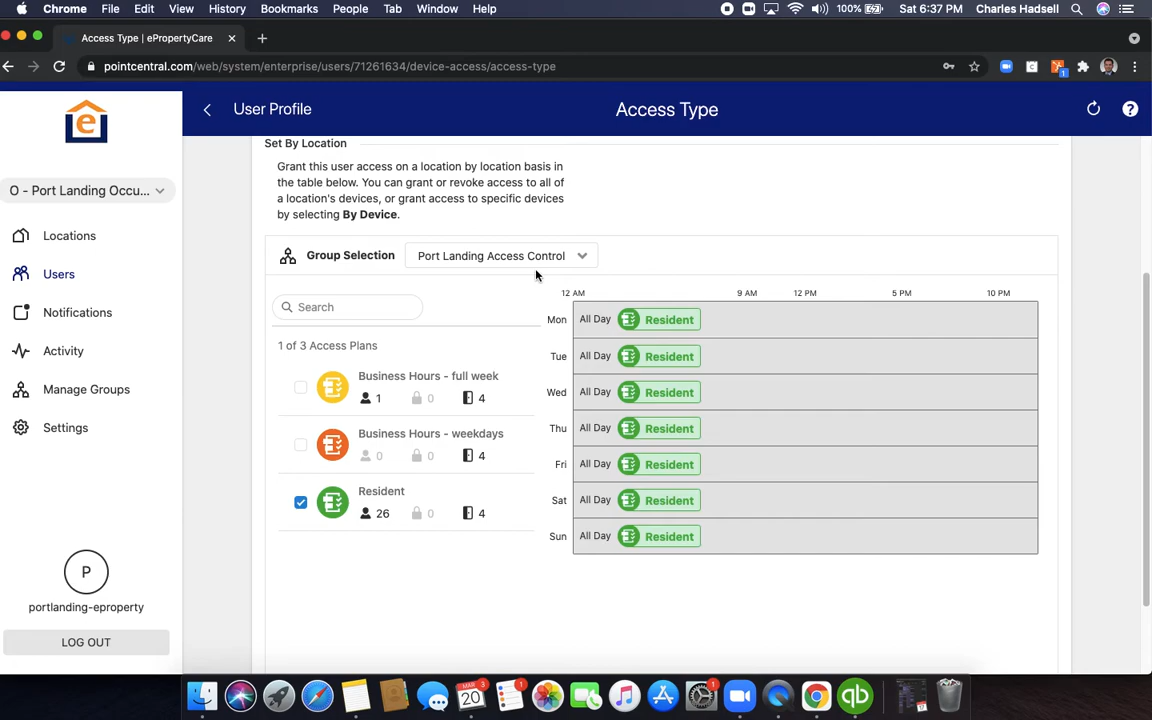 Chrome File Edit View History Bookmarks People Tab Window Help 100% Sat 6:37 PM Charles Hadsell
Access Type | ePropertyCare
pointcentral.com/web/system/enterprise/users/71261634/device-access/access-type
1
e
User Profile
Access Type
O - Port Landing Occu...
Locations
Users
Notifications
Activity
Manage Groups
Settings
P
portlanding-eproperty
LOG OUT
Set By Location
Grant this user access on a location by location basis in
the table below. You can grant or revoke access to all of
a location's devices, or grant access to specific devices
by selecting By Device.
Group Selection Port Landing Access Control
Search
1 of 3 Access Plans
Business Hours - full week
1 0 4
Business Hours - weekdays
0 0 4
Resident
26 0 4
12 AM 9 AM 12 PM 5 PM 10 PM
Mon All Day Resident
Tue All Day Resident
Wed All Day Resident
Thu All Day Resident
Fri All Day Resident
Sat All Day Resident
Sun All Day Resident
MAR 3
20
1
1
qb